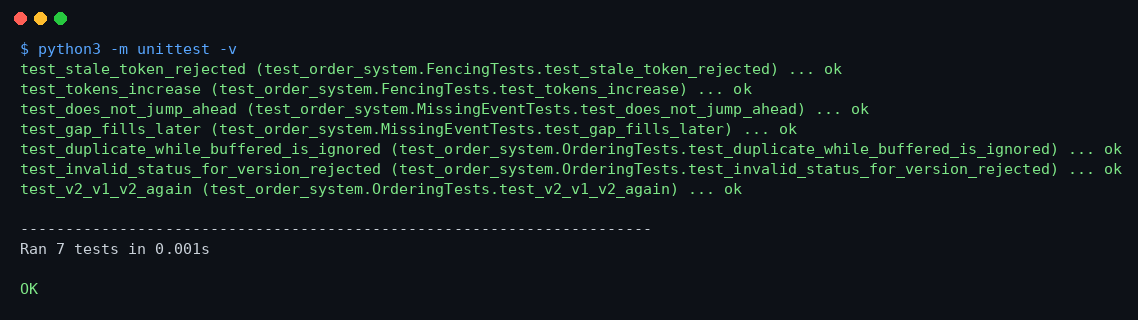 $ python3 -m unittest -v
test_stale_token_rejected (test_order_system.FencingTests.test_stale_token_rejected) ... ok
test_tokens_increase (test_order_system.FencingTests.test_tokens_increase) ... ok
test_does_not_jump_ahead (test_order_system.MissingEventTests.test_does_not_jump_ahead) ... ok
test_gap_fills_later (test_order_system.MissingEventTests.test_gap_fills_later) ... ok
test_duplicate_while_buffered_is_ignored (test_order_system.OrderingTests.test_duplicate_while_buffered_is_ignored) ... ok
test_invalid_status_for_version_rejected (test_order_system.OrderingTests.test_invalid_status_for_version_rejected) ... ok
test_v2_v1_v2_again (test_order_system.OrderingTests.test_v2_v1_v2_again) ... ok
----------------------------------------------------------------------
Ran 7 tests in 0.001s
OK